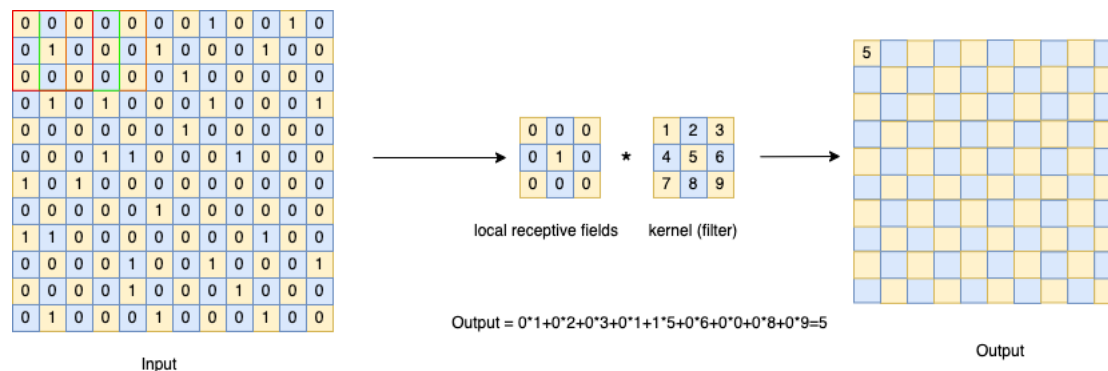 0 0 0 0 0 0 0 1 0 0 1 0
0 1 0 0 0 1 0 0 0 1 0 0
0 0 0 0 0 0 1 0 0 0 0 0
0 1 0 1 0 0 0 1 0 0 0 1
0 0 0 0 0 0 1 0 0 0 0 0
0 0 0 1 1 0 0 0 1 0 0 0
1 0 1 0 0 0 0 0 0 0 0 0
0 0 0 0 0 1 0 0 0 0 0 0
1 1 0 0 0 0 0 0 0 1 0 0
0 0 0 0 1 0 0 1 0 0 0 1
0 0 0 0 1 0 0 0 1 0 0 0
0 1 0 0 0 1 0 0 0 1 0 0
Input
0 0 0
0 1 0
0 0 0
local receptive fields
*
1 2 3
4 5 6
7 8 9
kernel (filter)
Output = 0*1+0*2+0*3+0*1+1*5+0*6+0*0+0*8+0*9=5
5
Output